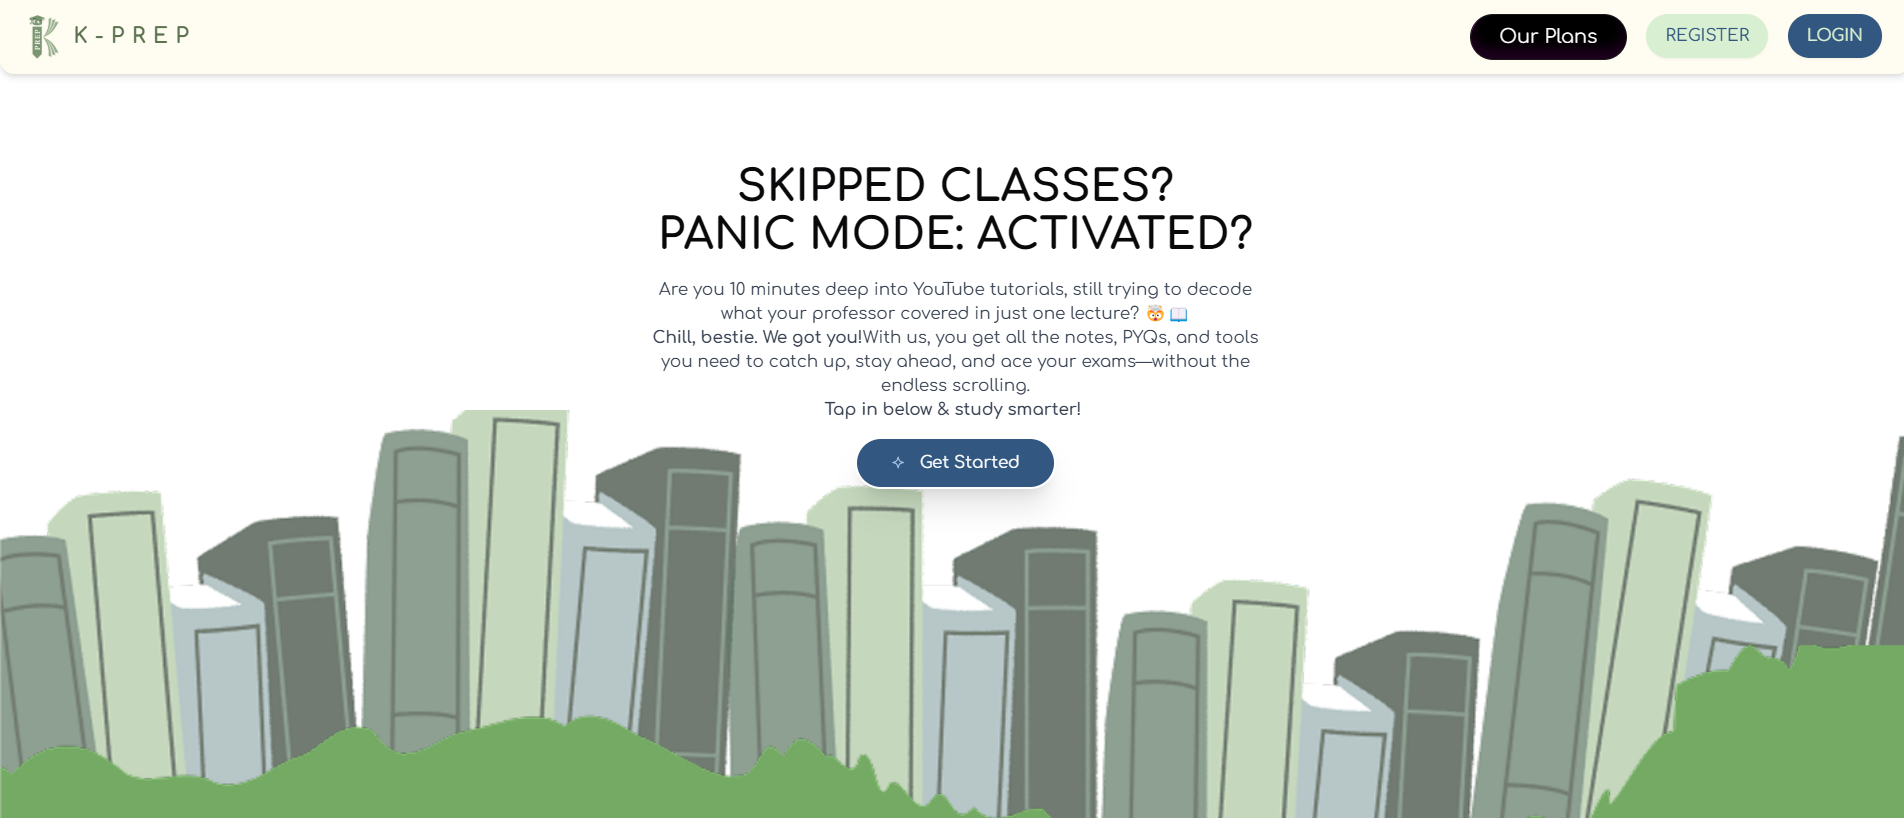 PREP
K-PREP
Our Plans
REGISTER
LOGIN
SKIPPED CLASSES?
PANIC MODE: ACTIVATED?
Are you 10 minutes deep into YouTube tutorials, still trying to decode
what your professor covered in just one lecture? 🤯 📖
Chill, bestie. We got you!With us, you get all the notes, PYQs, and tools
you need to catch up, stay ahead, and ace your exams—without the
endless scrolling.
Tap in below & study smarter!
Get Started